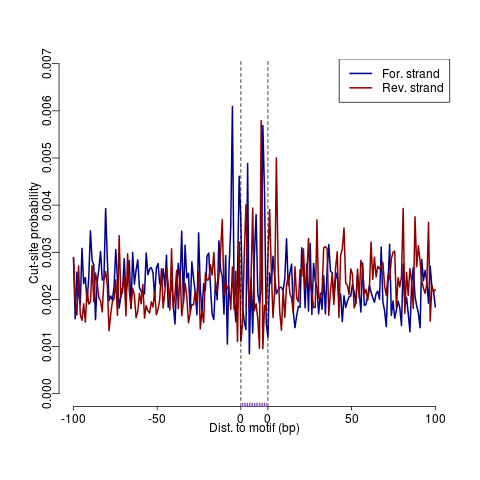 For. strand
Rev. strand
Cut-site probability
0.007
0.006
0.005
0.004
0.003
0.002
0.001
0.000
-100 -50 0 0 50 100
Dist. to motif (bp)